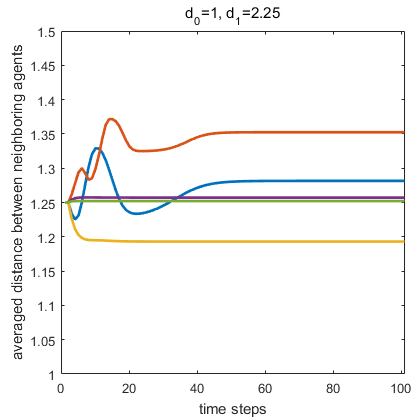 d₀=1, d₁=2.25
averaged distance between neighboring agents
1.5
1.45
1.4
1.35
1.3
1.25
1.2
1.15
1.1
1.05
1
0 20 40 60 80 100
time steps